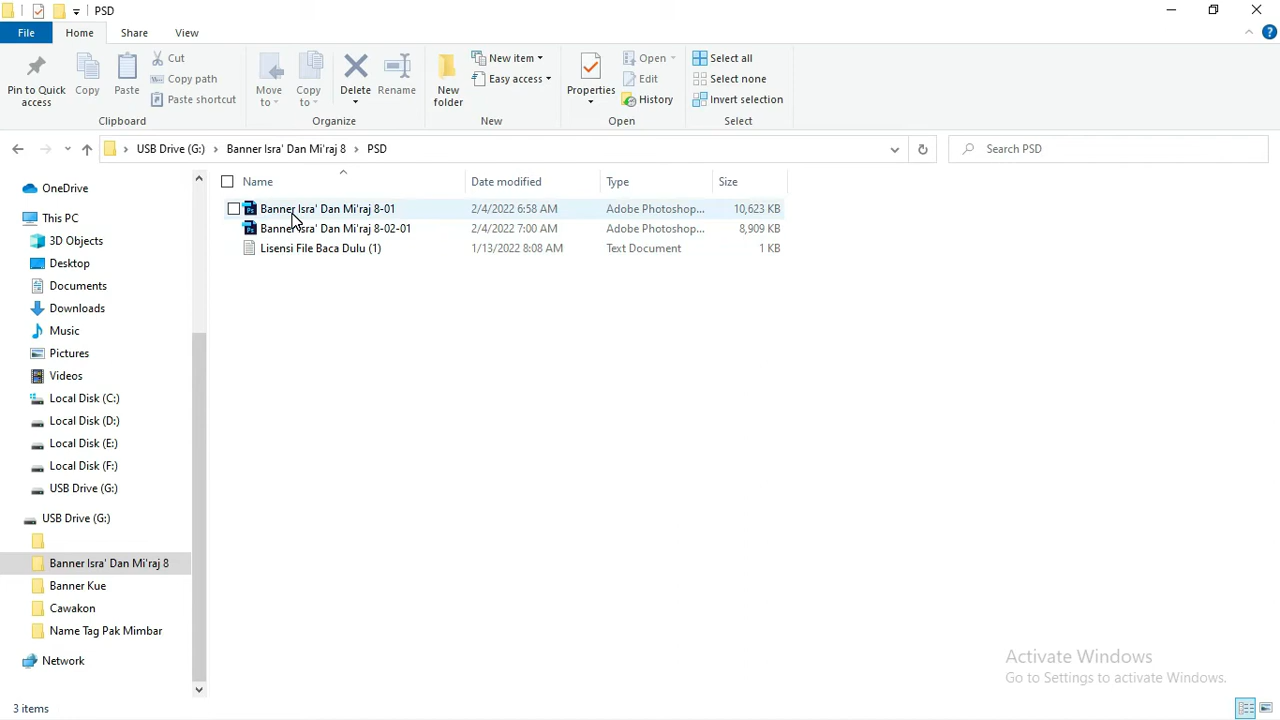 PSD
File Home Share View
Pin to Quick access
Copy
Paste
Cut
Copy path
Paste shortcut
Clipboard
Move to
Copy to
Delete
Rename
Organize
New folder
New item
Easy access
New
Properties
Open
Edit
History
Open
Select all
Select none
Invert selection
Select
USB Drive (G:) › Banner Isra' Dan Mi'raj 8 › PSD
Search PSD
Name Date modified Type Size
Banner Isra' Dan Mi'raj 8-01 2/4/2022 6:58 AM Adobe Photoshop... 10,623 KB
Banner Isra' Dan Mi'raj 8-02-01 2/4/2022 7:00 AM Adobe Photoshop... 8,909 KB
Lisensi File Baca Dulu (1) 1/13/2022 8:08 AM Text Document 1 KB
OneDrive
This PC
3D Objects
Desktop
Documents
Downloads
Music
Pictures
Videos
Local Disk (C:)
Local Disk (D:)
Local Disk (E:)
Local Disk (F:)
USB Drive (G:)
USB Drive (G:)
Banner Isra' Dan Mi'raj 8
Banner Kue
Cawakon
Name Tag Pak Mimbar
Network
Activate Windows
Go to Settings to activate Windows.
3 items